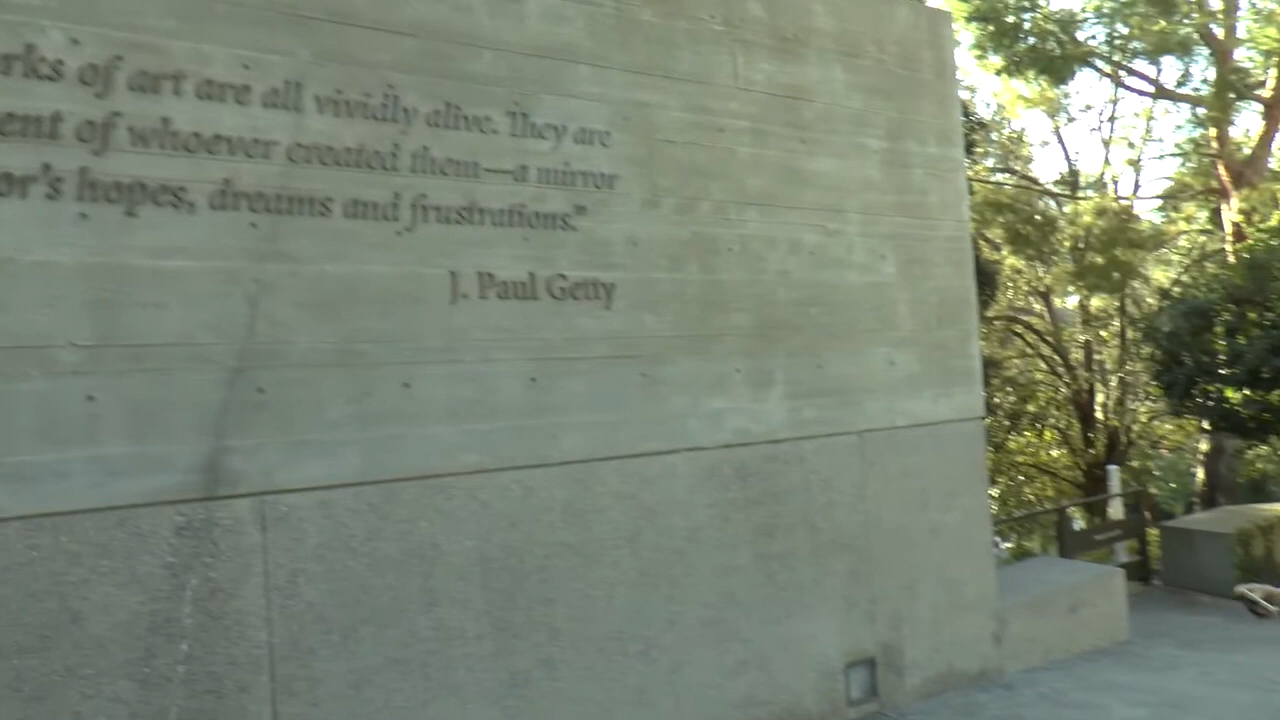 rks of art are all vividly alive. They are
ent of whoever created them—a mirror
or's hopes, dreams and frustrations."
J. Paul Getty